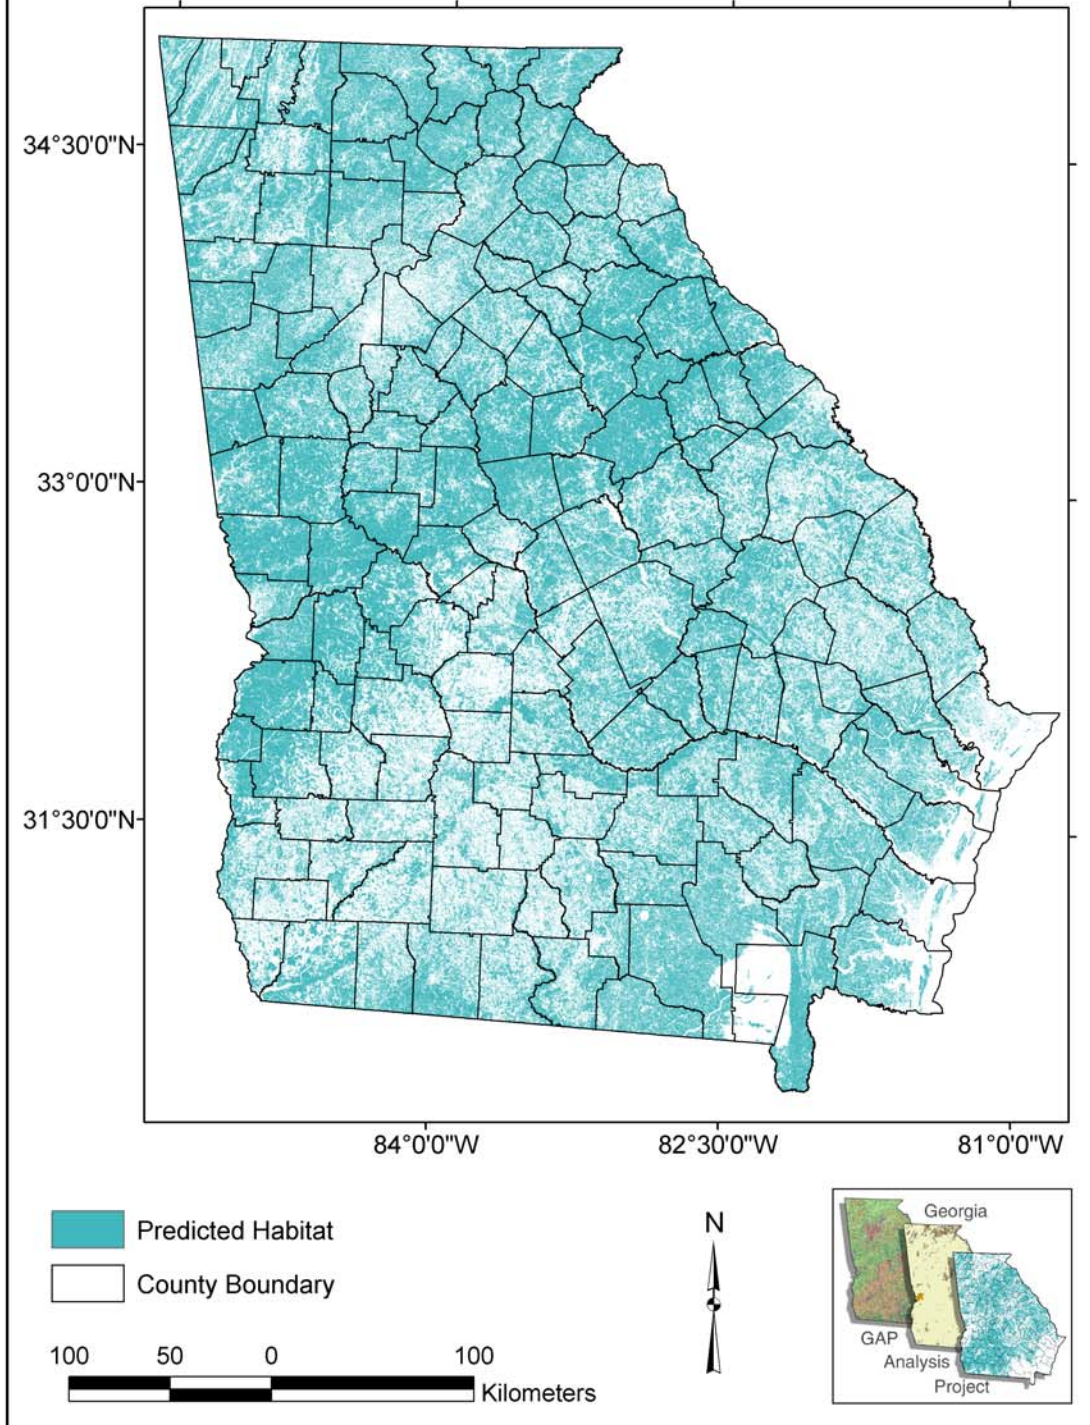 34°30'0"N
33°0'0"N
31°30'0"N
84°0'0"W 82°30'0"W 81°0'0"W
Predicted Habitat
County Boundary
N
100 50 0 100
Kilometers
Georgia
GAP
Analysis
Project